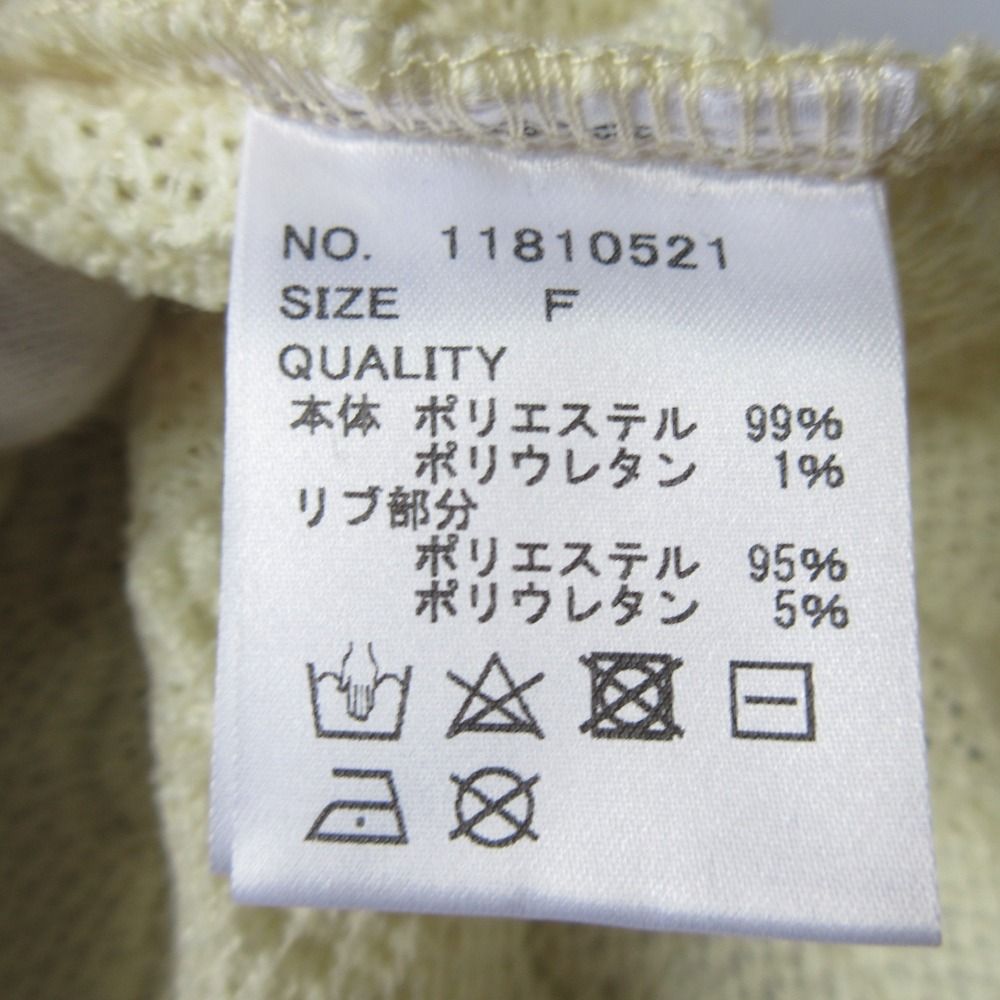 NO. 11810521
SIZE F
QUALITY
本体 ポリエステル 99%
ポリウレタン 1%
リブ部分
ポリエステル 95%
ポリウレタン 5%